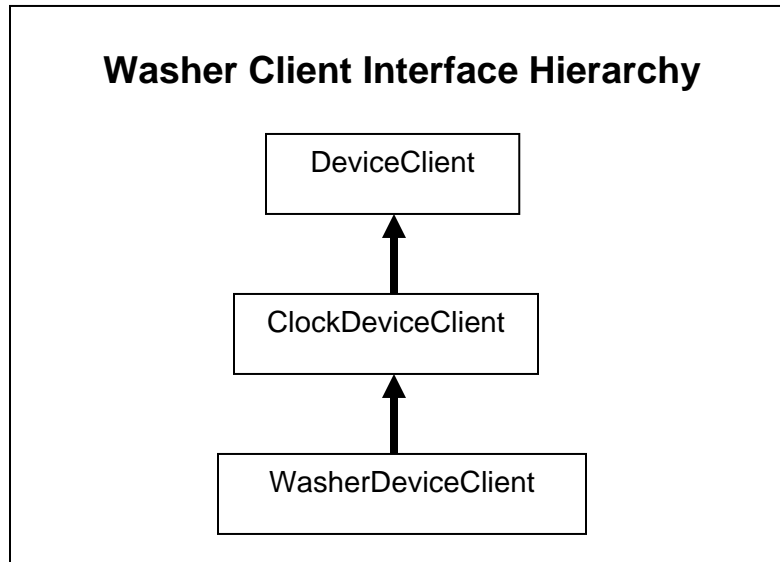 Washer Client Interface Hierarchy
DeviceClient
ClockDeviceClient
WasherDeviceClient